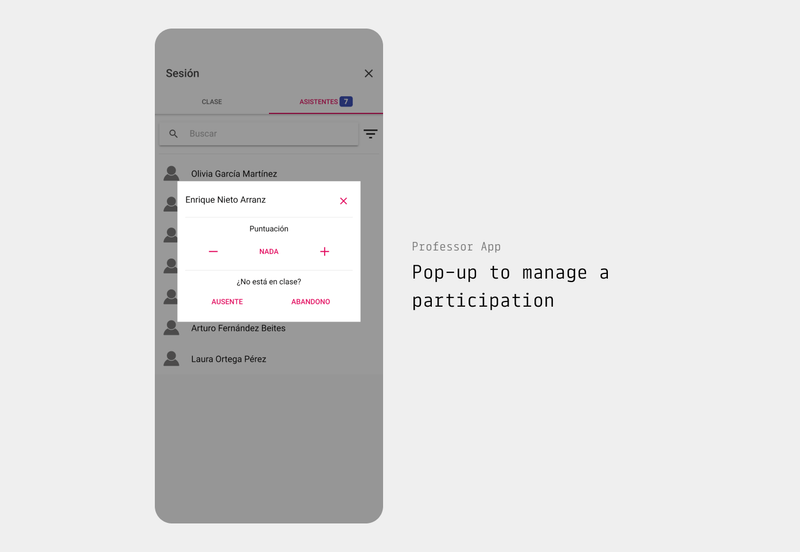 Sesión
CLASE
ASISTENTES 7
Buscar
Olivia García Martínez
Enrique Nieto Arranz
Puntuación
NADA
¿No está en clase?
AUSENTE ABANDONO
Arturo Fernández Beites
Laura Ortega Pérez
Professor App
Pop-up to manage a
participation